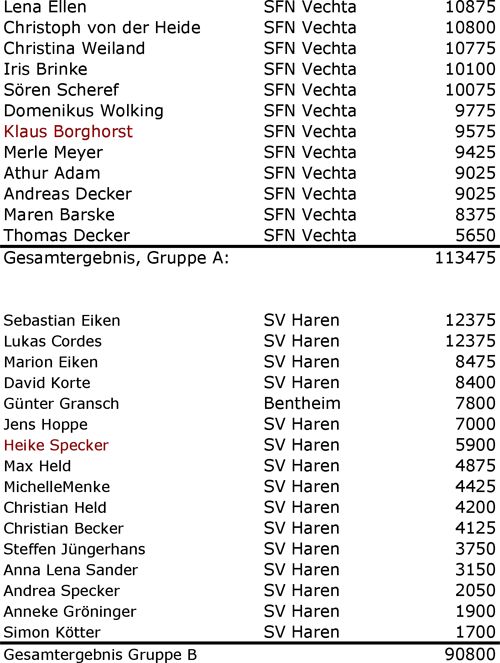 Lena Ellen SFN Vechta 10875
Christoph von der Heide SFN Vechta 10800
Christina Weiland SFN Vechta 10775
Iris Brinke SFN Vechta 10100
Sören Scheref SFN Vechta 10075
Domenikus Wolking SFN Vechta 9775
Klaus Borghorst SFN Vechta 9575
Merle Meyer SFN Vechta 9425
Athur Adam SFN Vechta 9025
Andreas Decker SFN Vechta 9025
Maren Barske SFN Vechta 8375
Thomas Decker SFN Vechta 5650
Gesamtergebnis, Gruppe A: 113475
Sebastian Eiken SV Haren 12375
Lukas Cordes SV Haren 12375
Marion Eiken SV Haren 8475
David Korte SV Haren 8400
Günter Gransch Bentheim 7800
Jens Hoppe SV Haren 7000
Heike Specker SV Haren 5900
Max Held SV Haren 4875
MichelleMenke SV Haren 4425
Christian Held SV Haren 4200
Christian Becker SV Haren 4125
Steffen Jüngerhans SV Haren 3750
Anna Lena Sander SV Haren 3150
Andrea Specker SV Haren 2050
Anneke Gröninger SV Haren 1900
Simon Kötter SV Haren 1700
Gesamtergebnis Gruppe B 90800